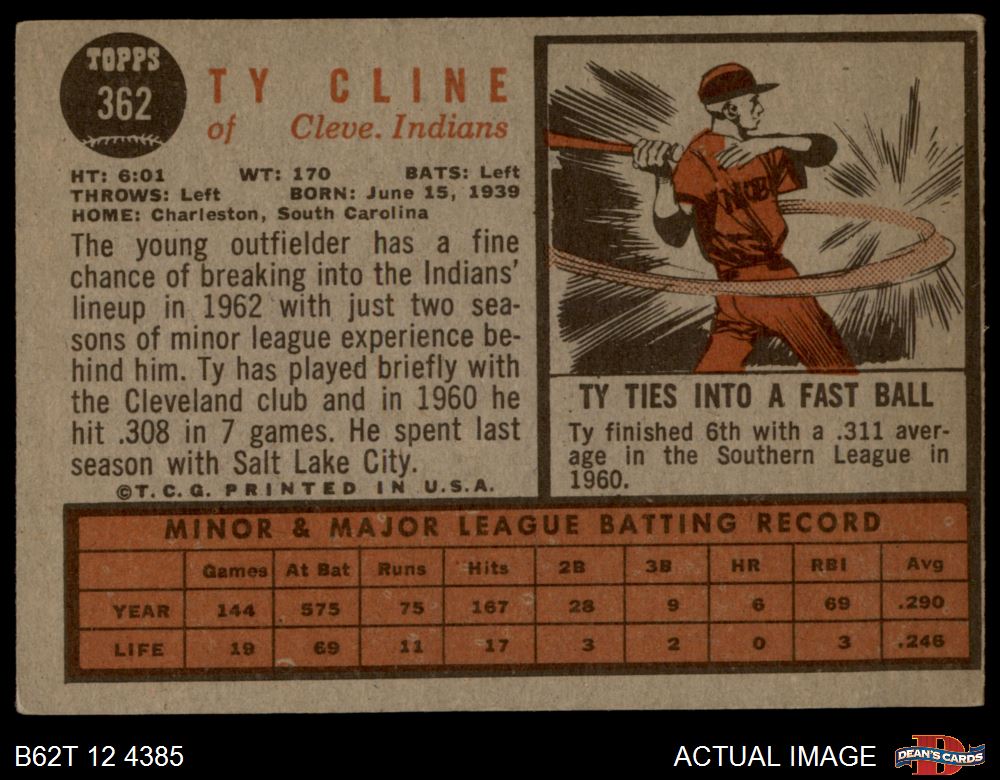 TOPPS
362
TY CLINE
of Cleve. Indians
HT: 6:01 WT: 170 BATS: Left
THROWS: Left BORN: June 15, 1939
HOME: Charleston, South Carolina
The young outfielder has a fine
chance of breaking into the Indians'
lineup in 1962 with just two sea-
sons of minor league experience be-
hind him. Ty has played briefly with
the Cleveland club and in 1960 he
hit .308 in 7 games. He spent last
season with Salt Lake City.
©T.C.G. PRINTED IN U.S.A.
TY TIES INTO A FAST BALL
Ty finished 6th with a .311 aver-
age in the Southern League in
1960.
MINOR & MAJOR LEAGUE BATTING RECORD
Games At Bat Runs Hits 2B 3B HR RBI Avg
YEAR 144 575 75 167 28 9 6 69 .290
LIFE 19 69 11 17 3 2 0 3 .246
B62T 12 4385
ACTUAL IMAGE
DEAN'S CARDS